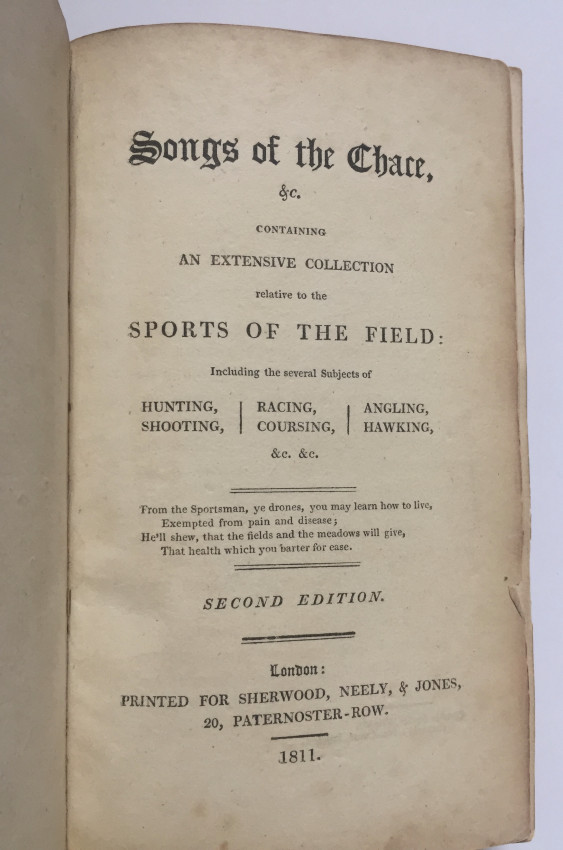 Songs of the Chace,
&c.
CONTAINING
AN EXTENSIVE COLLECTION
relative to the
SPORTS OF THE FIELD:
Including the several Subjects of
HUNTING, | RACING, | ANGLING,
SHOOTING, | COURSING, | HAWKING,
&c. &c.
From the Sportsman, ye drones, you may learn how to live,
Exempted from pain and disease;
He'll shew, that the fields and the meadows will give,
That health which you barter for ease.
SECOND EDITION.
London:
PRINTED FOR SHERWOOD, NEELY, & JONES,
20, PATERNOSTER-ROW.
1811.